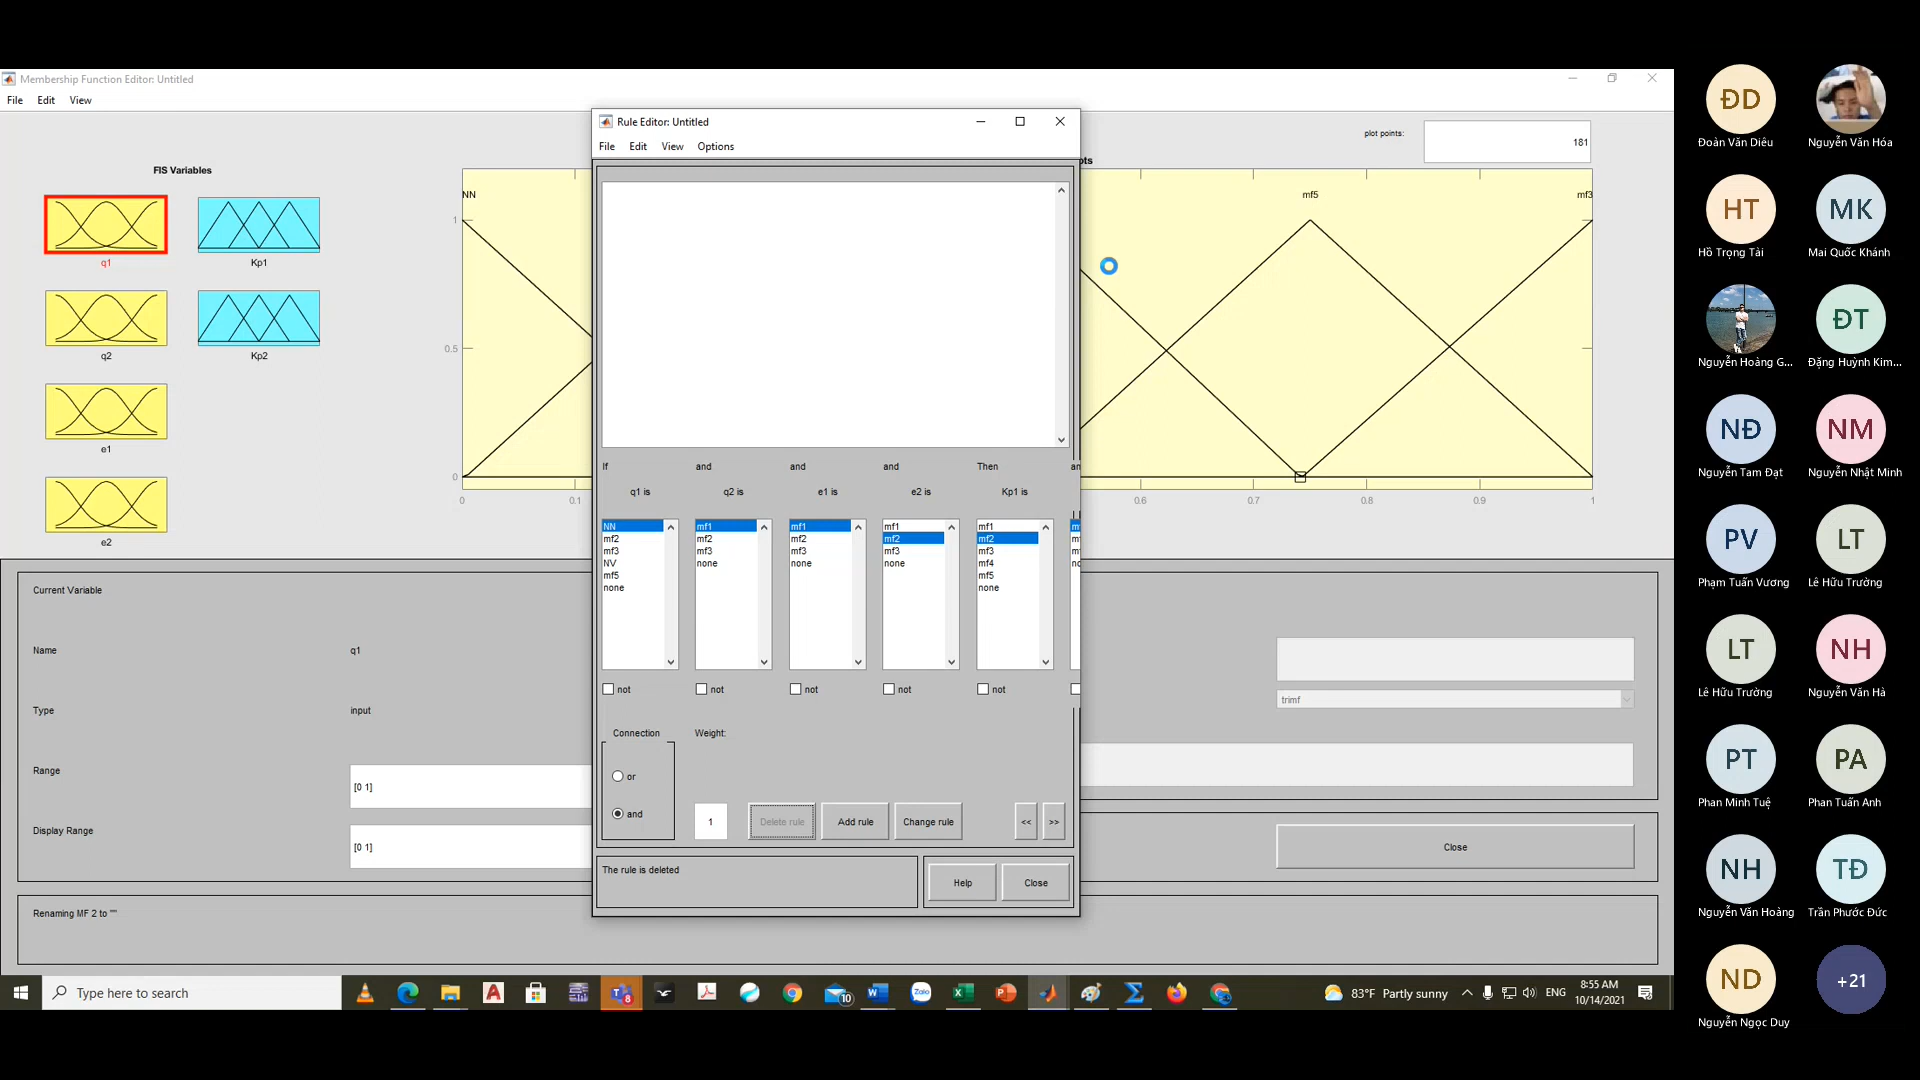 Membership Function Editor: Untitled
File Edit View
FIS Variables
q1
Kp1
q2
Kp2
e1
e2
plot points:
181
NN
mf5
mf3
1
0.5
0
0 0.1 0.6 0.7 0.8 0.9 1
Current Variable
Name q1
Type input
Range [0 1]
Display Range [0 1]
trimf
Close
Renaming MF 2 to ""
Rule Editor: Untitled
File Edit View Options
If and and and Then
q1 is q2 is e1 is e2 is Kp1 is
NN mf1 mf1 mf1 mf1
mf2 mf2 mf2 mf2 mf2
mf3 mf3 mf3 mf3 mf3
NV none none none mf4
mf5 mf5
none none
not not not not not
Connection Weight:
or
and
1 Delete rule Add rule Change rule << >>
The rule is deleted
Help Close
Type here to search
8
10
Zalo
83°F Partly sunny
ENG
8:55 AM
10/14/2021
ĐD
Đoàn Văn Diêu
Nguyễn Văn Hóa
HT
Hồ Trọng Tài
MK
Mai Quốc Khánh
Nguyễn Hoàng G...
ĐT
Đặng Huỳnh Kim...
NĐ
Nguyễn Tam Đạt
NM
Nguyễn Nhật Minh
PV
Phạm Tuấn Vương
LT
Lê Hữu Trường
LT
Lê Hữu Trường
NH
Nguyễn Văn Hà
PT
Phan Minh Tuệ
PA
Phan Tuấn Anh
NH
Nguyễn Văn Hoàng
TĐ
Trần Phước Đức
ND
Nguyễn Ngọc Duy
+21